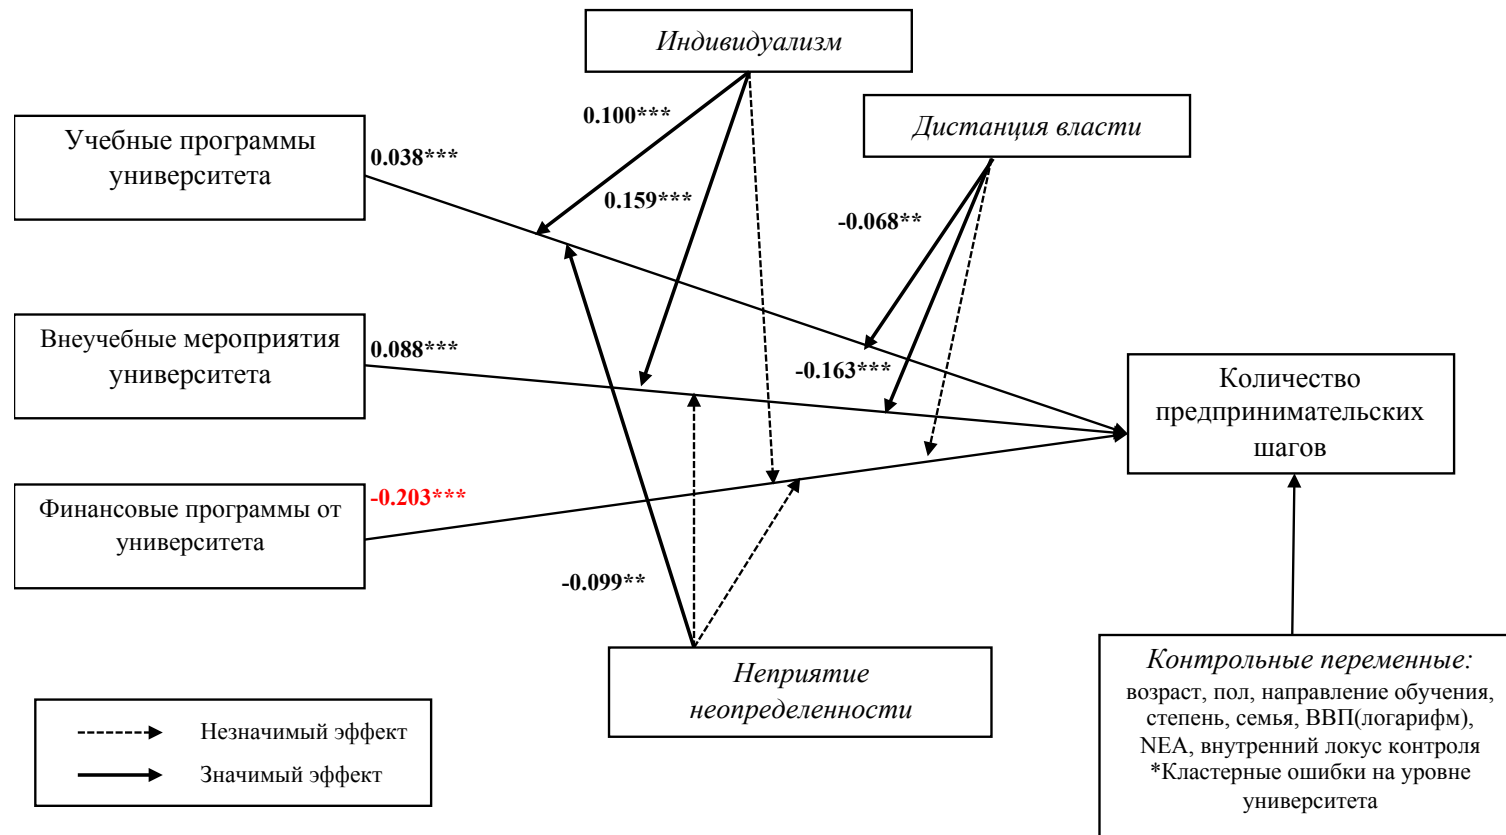 Индивидуализм
Дистанция власти
0.100***
Учебные программы
университета
0.038***
0.159***
-0.068**
Внеучебные мероприятия
университета
0.088***
-0.163***
Количество
предпринимательских
шагов
Финансовые программы от
университета
-0.203***
-0.099**
Неприятие
неопределенности
Контрольные переменные:
возраст, пол, направление обучения,
степень, семья, ВВП(логарифм),
NEA, внутренний локус контроля
*Кластерные ошибки на уровне
университета
Незначимый эффект
Значимый эффект